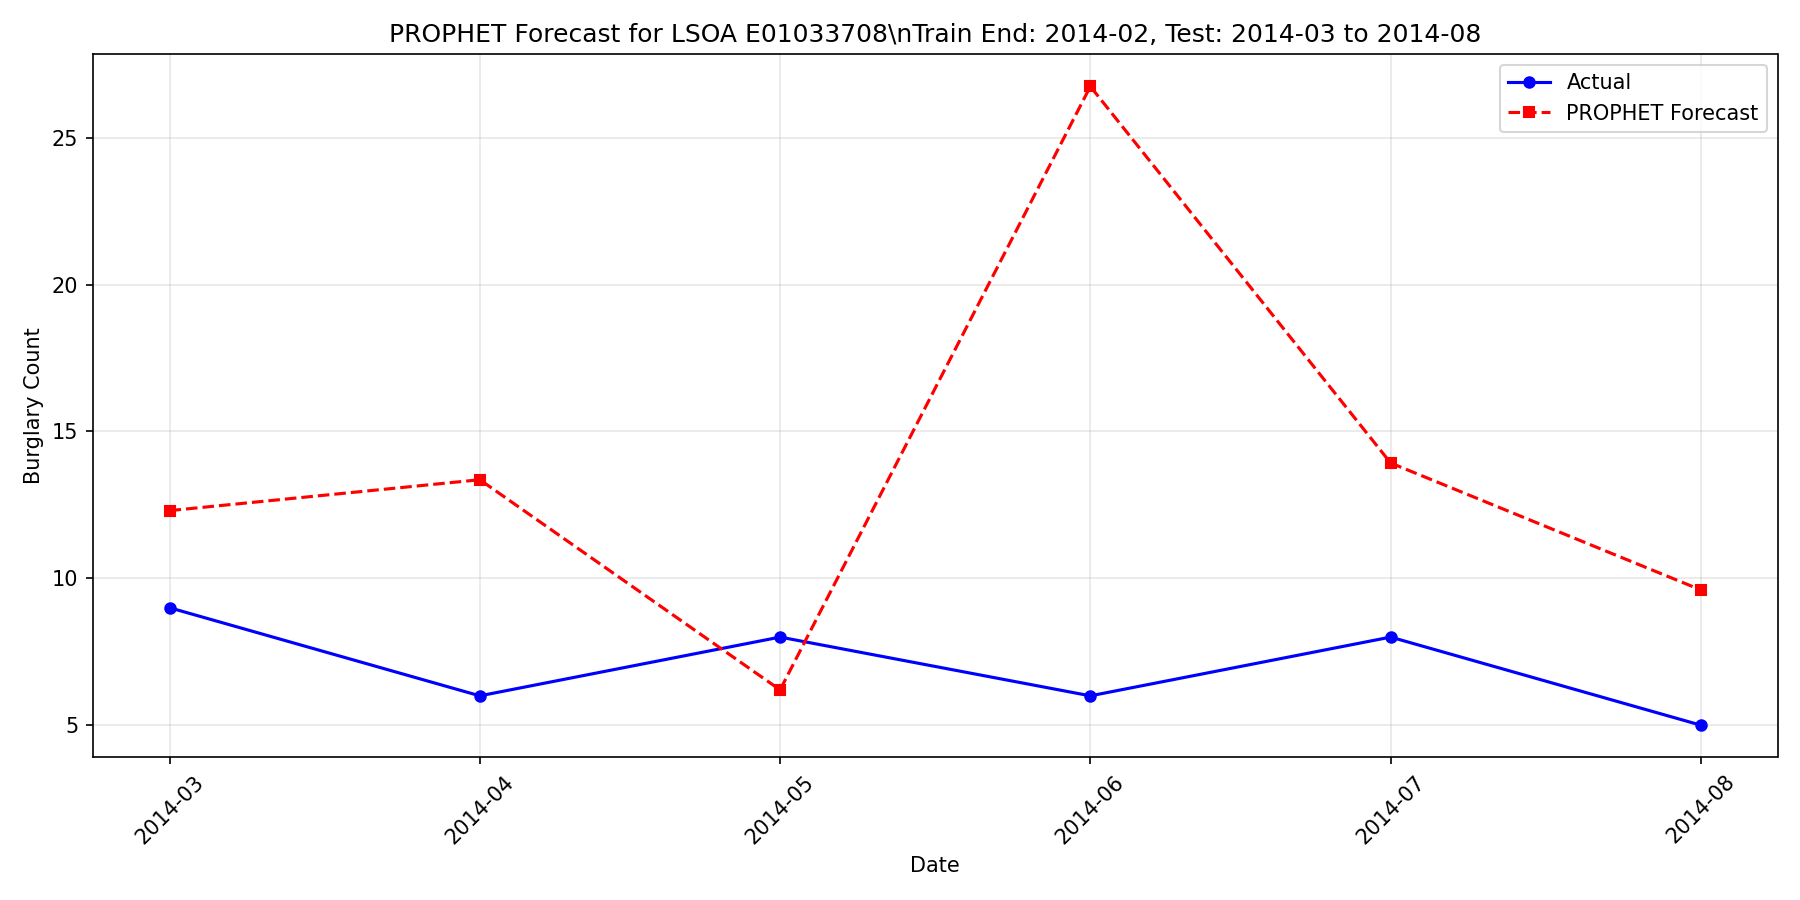 PROPHET Forecast for LSOA E01033708\nTrain End: 2014-02, Test: 2014-03 to 2014-08
Actual
PROPHET Forecast
Burglary Count
25
20
15
10
5
2014-03
2014-04
2014-05
2014-06
2014-07
2014-08
Date